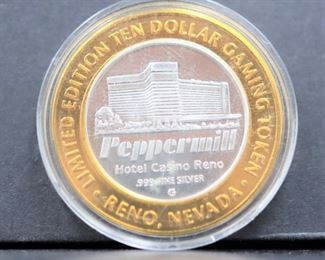 LIMITED EDITION TEN DOLLAR GAMING TOKEN
Peppermill
Hotel Casino Reno
.999 FINE SILVER
G
• RENO, NEVADA •